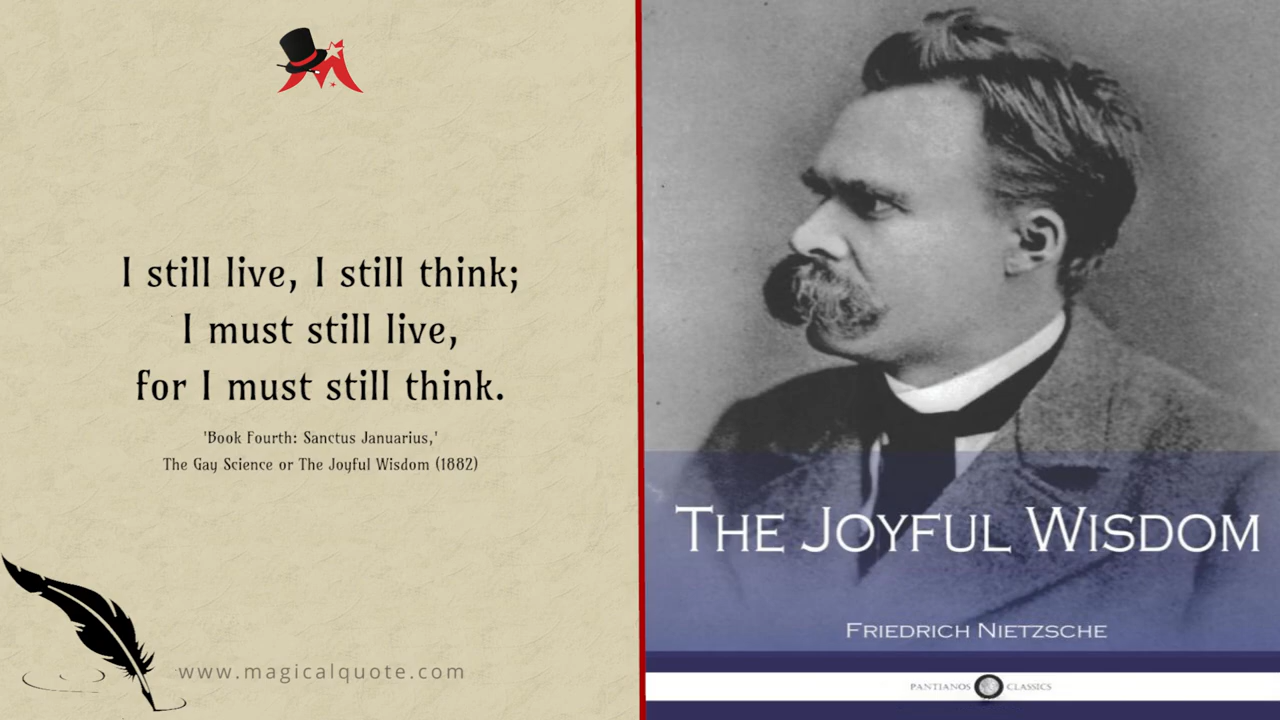 I still live, I still think;
I must still live,
for I must still think.
'Book Fourth: Sanctus Januarius,'
The Gay Science or The Joyful Wisdom (1882)
www.magicalquote.com
THE JOYFUL WISDOM
FRIEDRICH NIETZSCHE
PANTIANOS CLASSICS